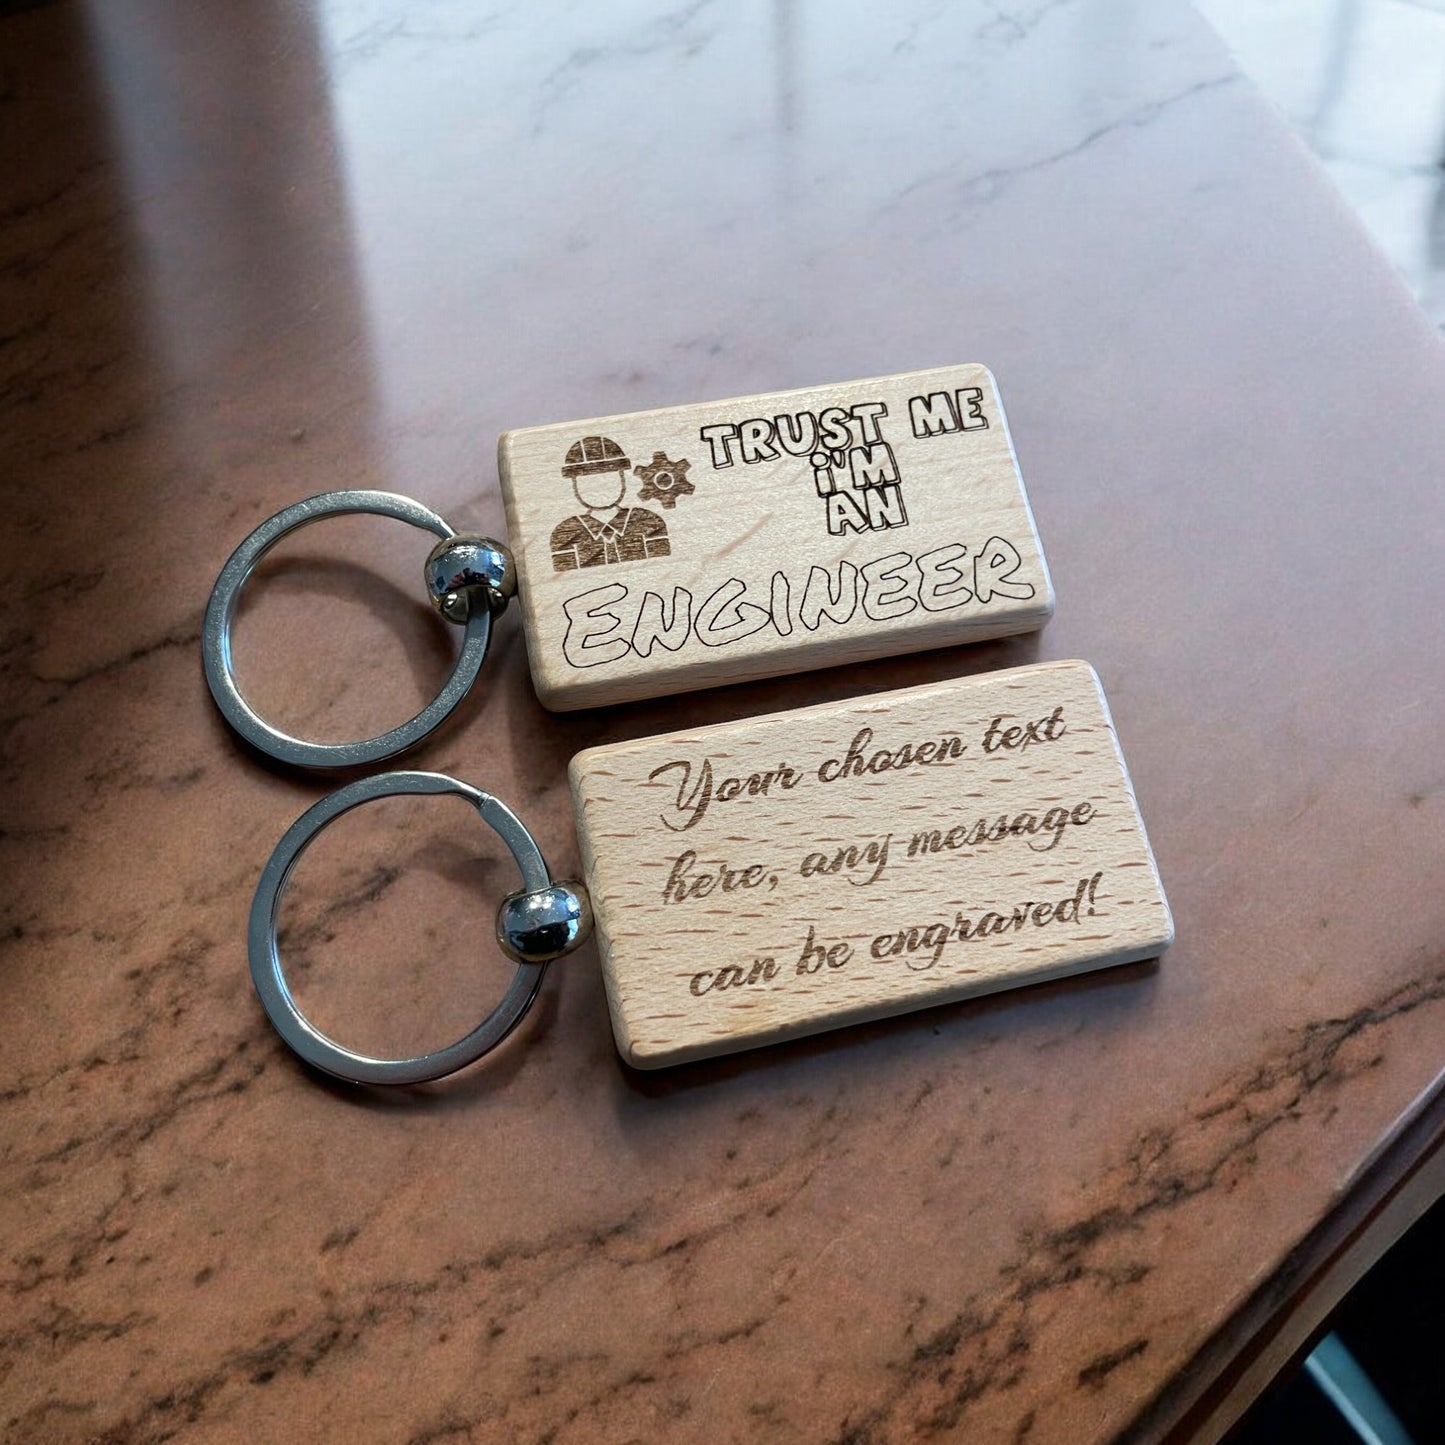 TRUST ME
i'M
AN
ENGINEER
Your chosen text
here, any message
can be engraved!